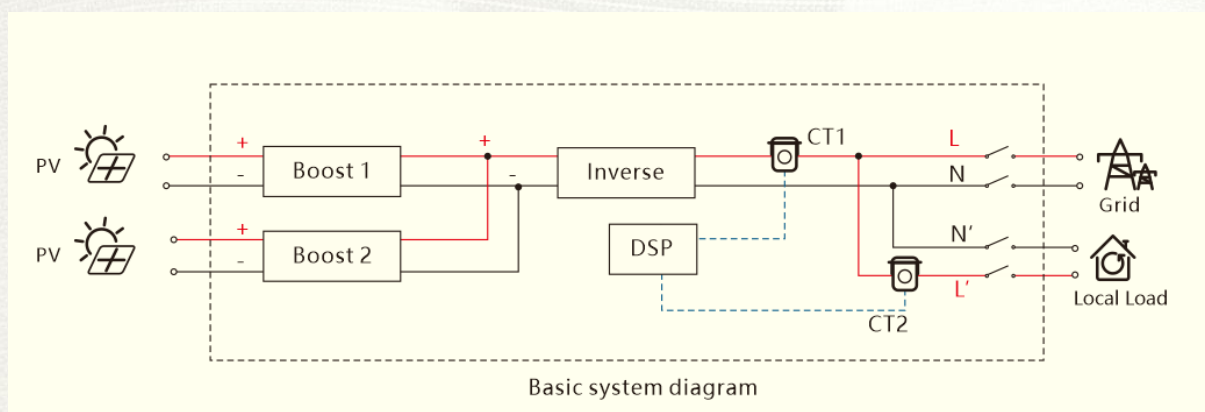 PV
+
-
Boost 1
+
-
Inverse
CT1
L
N
Grid
PV
+
-
Boost 2
DSP
N′
L′
CT2
Local Load
Basic system diagram